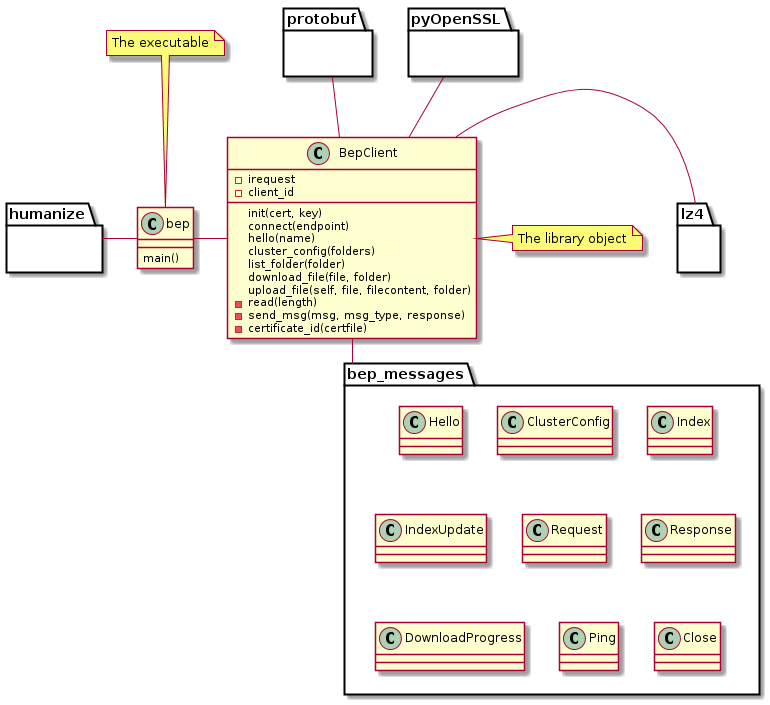 protobuf
pyOpenSSL
The executable
BepClient
irequest
client_id
init(cert, key)
connect(endpoint)
hello(name)
cluster_config(folders)
list_folder(folder)
download_file(file, folder)
upload_file(self, file, filecontent, folder)
read(length)
send_msg(msg, msg_type, response)
certificate_id(certfile)
humanize
bep
main()
lz4
The library object
bep_messages
Hello
ClusterConfig
Index
IndexUpdate
Request
Response
DownloadProgress
Ping
Close